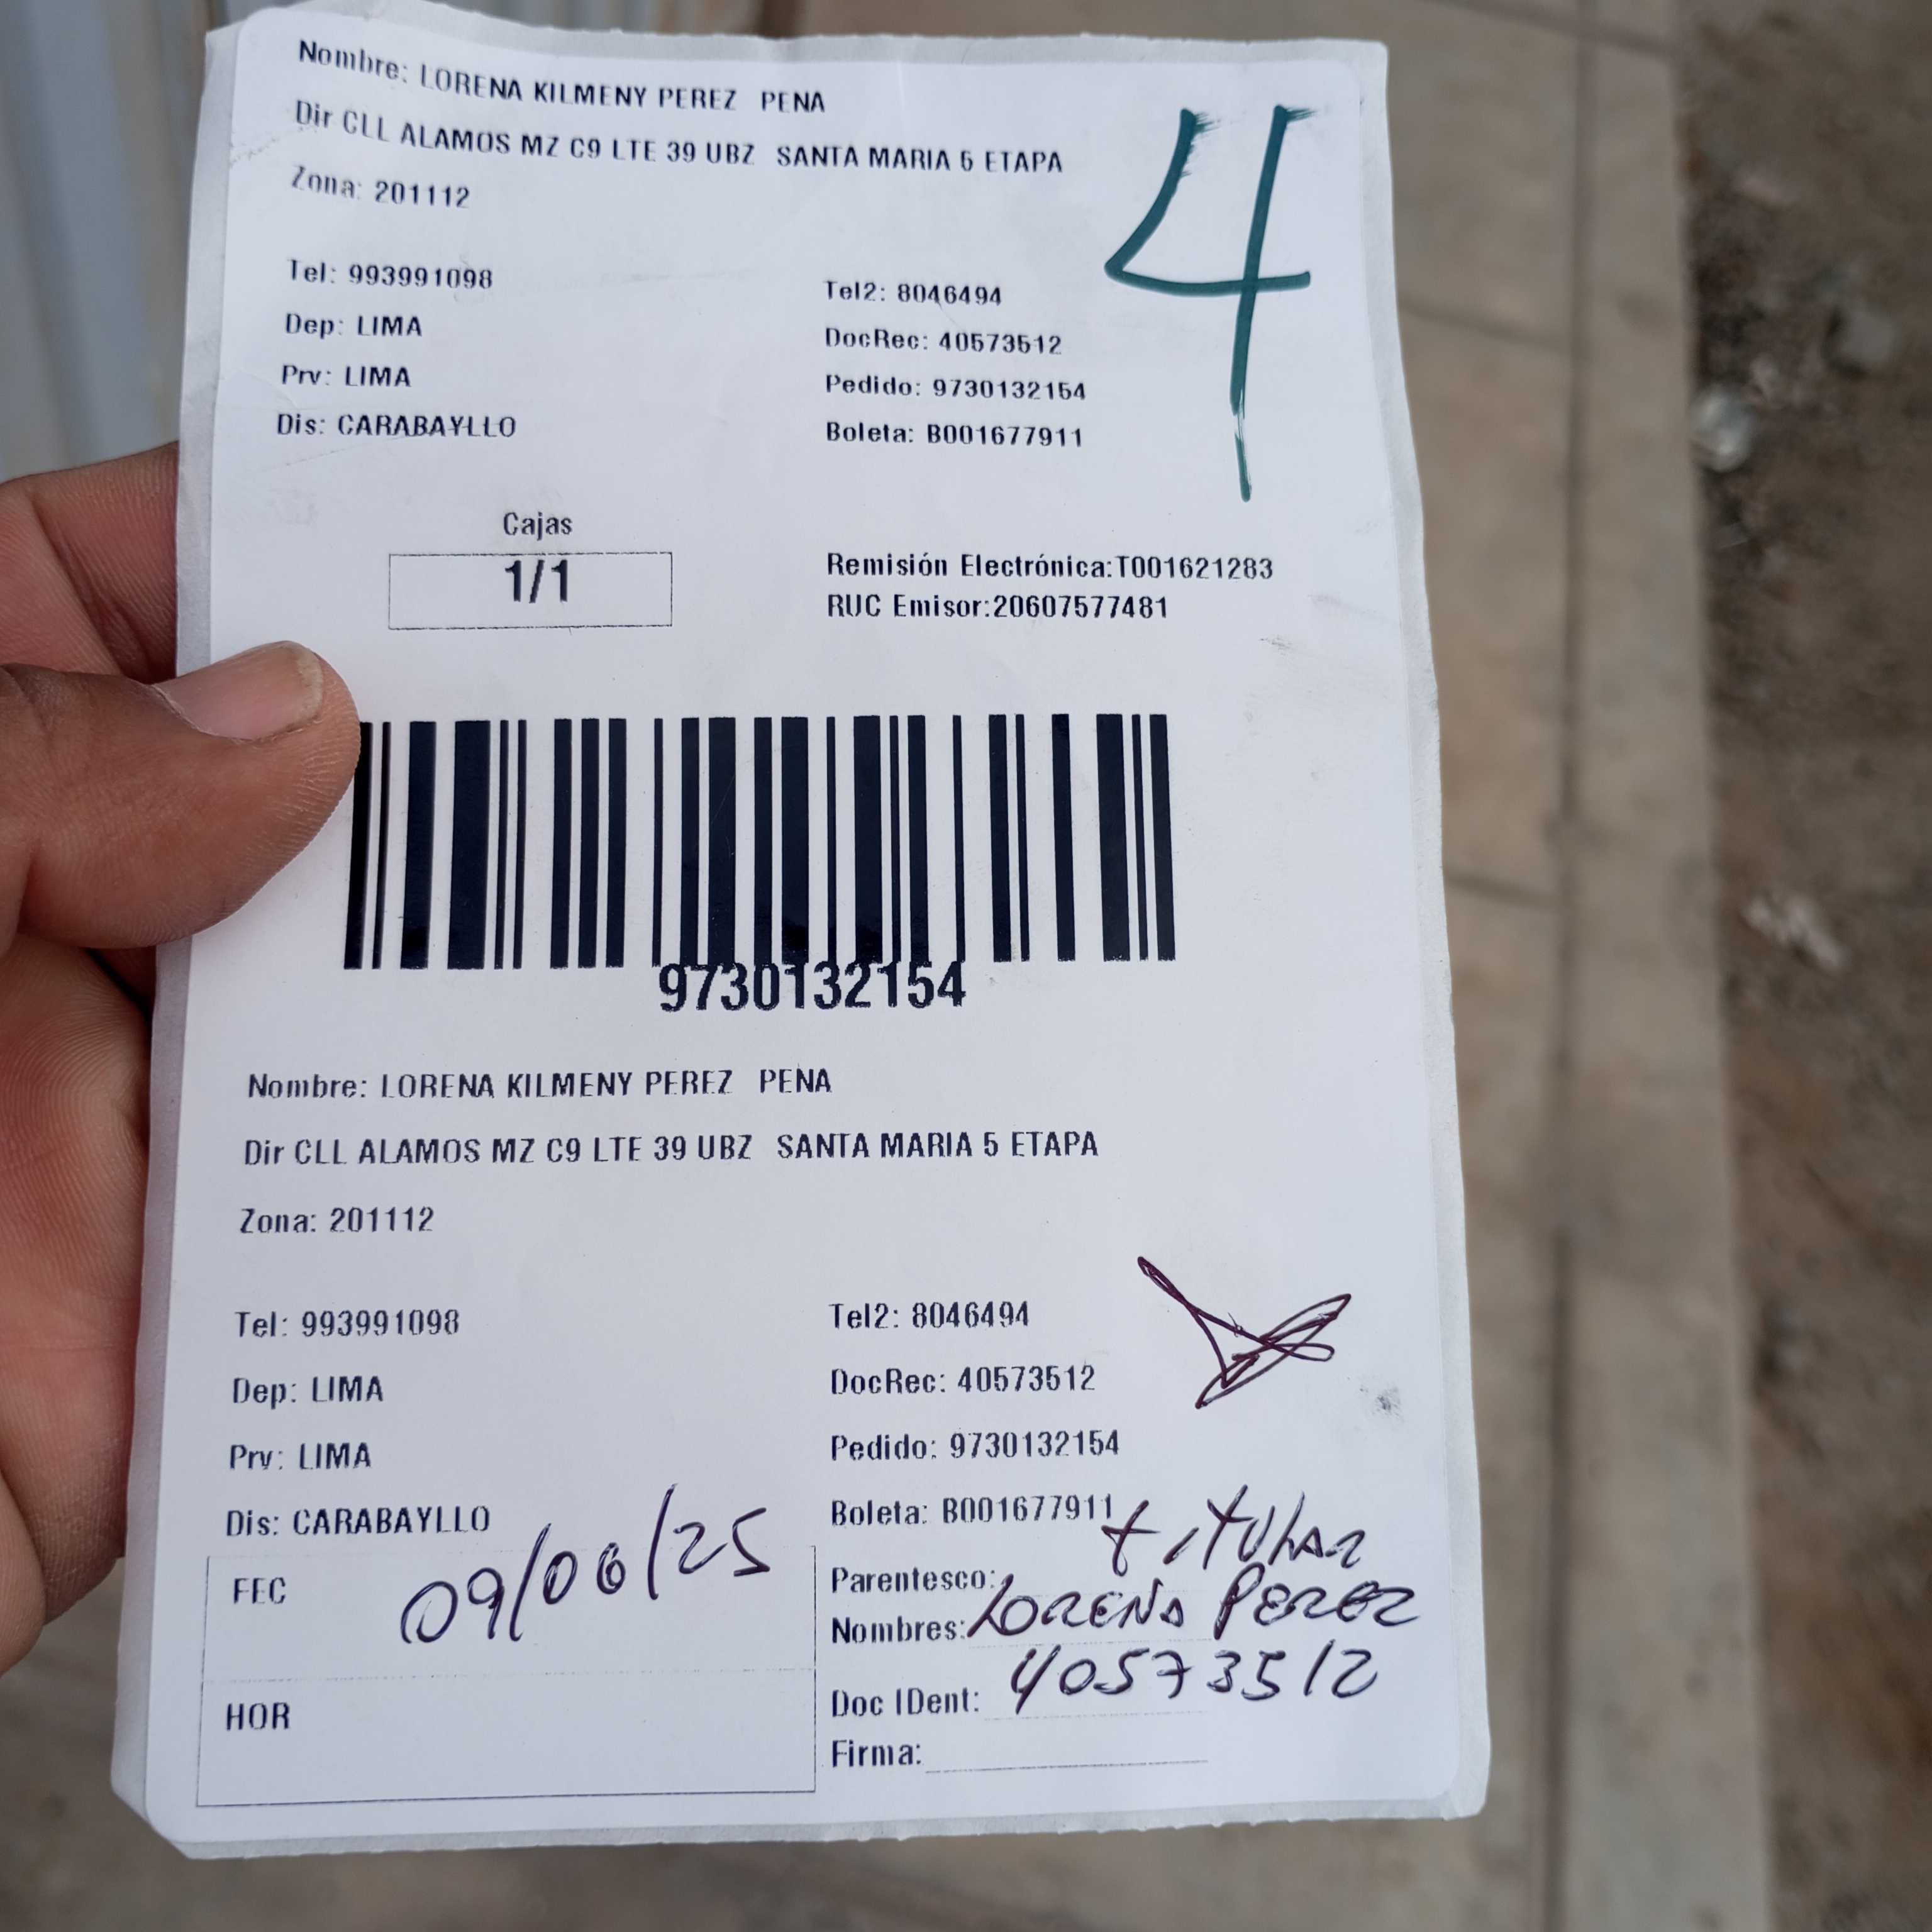 Nombre: LORENA KILMENY PEREZ PENA
Dir CLL ALAMOS MZ C9 LTE 39 UBZ SANTA MARIA 5 ETAPA
Zona: 201112
4
Tel: 993991098
Tel2: 8046494
Dep: LIMA
DocRec: 40573512
Prv: LIMA
Pedido: 9730132154
Dis: CARABAYLLO
Boleta: B001677911
Cajas
1/1
Remisión Electrónica:T001621283
RUC Emisor:20607577481
9730132154
Nombre: LORENA KILMENY PEREZ PENA
Dir CLL ALAMOS MZ C9 LTE 39 UBZ SANTA MARIA 5 ETAPA
Zona: 201112
Tel: 993991098
Tel2: 8046494
Dep: LIMA
DocRec: 40573512
Prv: LIMA
Pedido: 9730132154
Dis: CARABAYLLO
Boleta: B001677911
FEC 09/06/25
Parentesco: titular
Nombres: LORENA PEREZ
HOR
Doc IDent: 40573512
Firma: